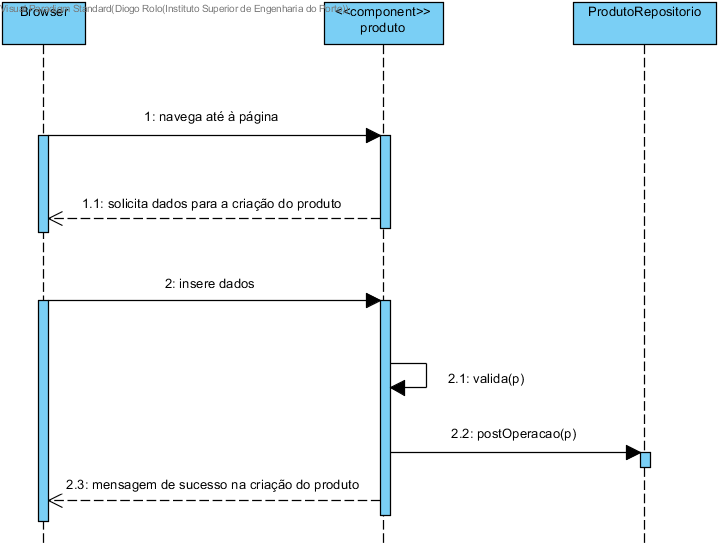 Visual Paradigm Standard(Diogo Rolo(Instituto Superior de Engenharia do Porto))
Browser
<<component>>
produto
ProdutoRepositorio
1: navega até à página
1.1: solicita dados para a criação do produto
2: insere dados
2.1: valida(p)
2.2: postOperacao(p)
2.3: mensagem de sucesso na criação do produto